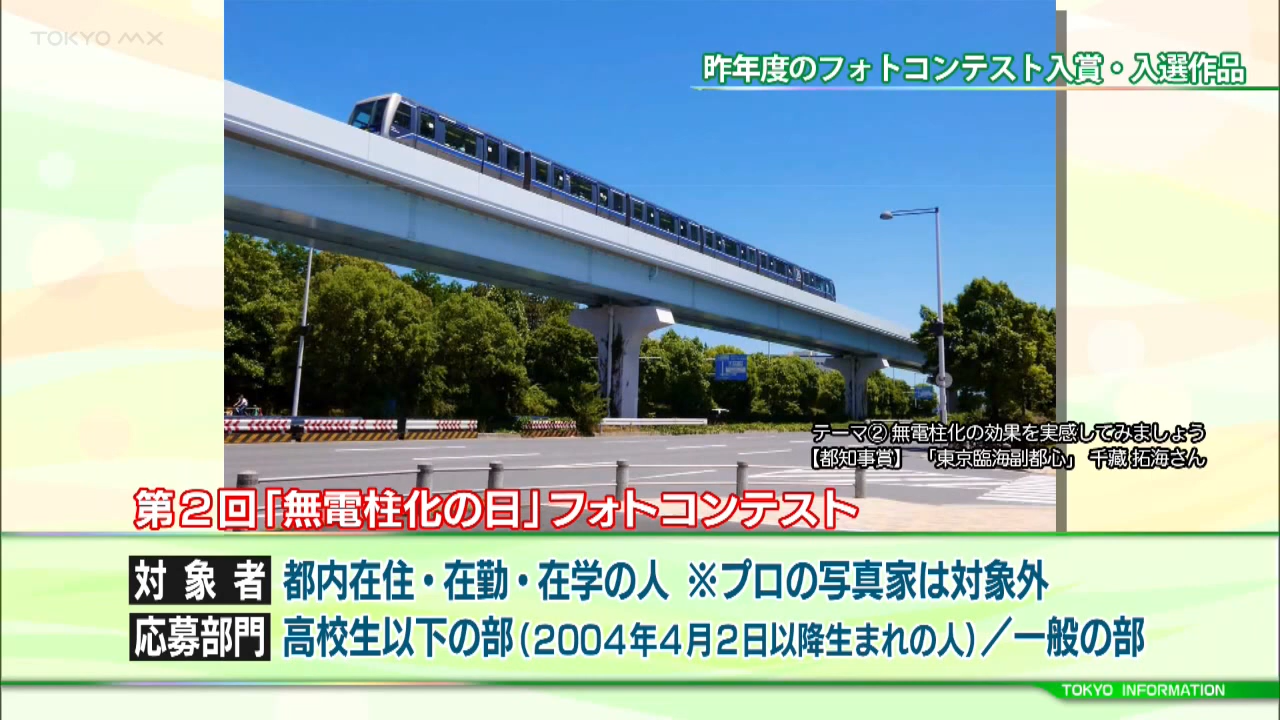 TOKYO MX
昨年度のフォトコンテスト入賞・入選作品
テーマ② 無電柱化の効果を実感してみましょう
【都知事賞】 「東京臨海副都心」 千藏 拓海さん
第2回「無電柱化の日」フォトコンテスト
対象者 都内在住・在勤・在学の人 ※プロの写真家は対象外
応募部門 高校生以下の部(2004年4月2日以降生まれの人)/一般の部
TOKYO INFORMATION